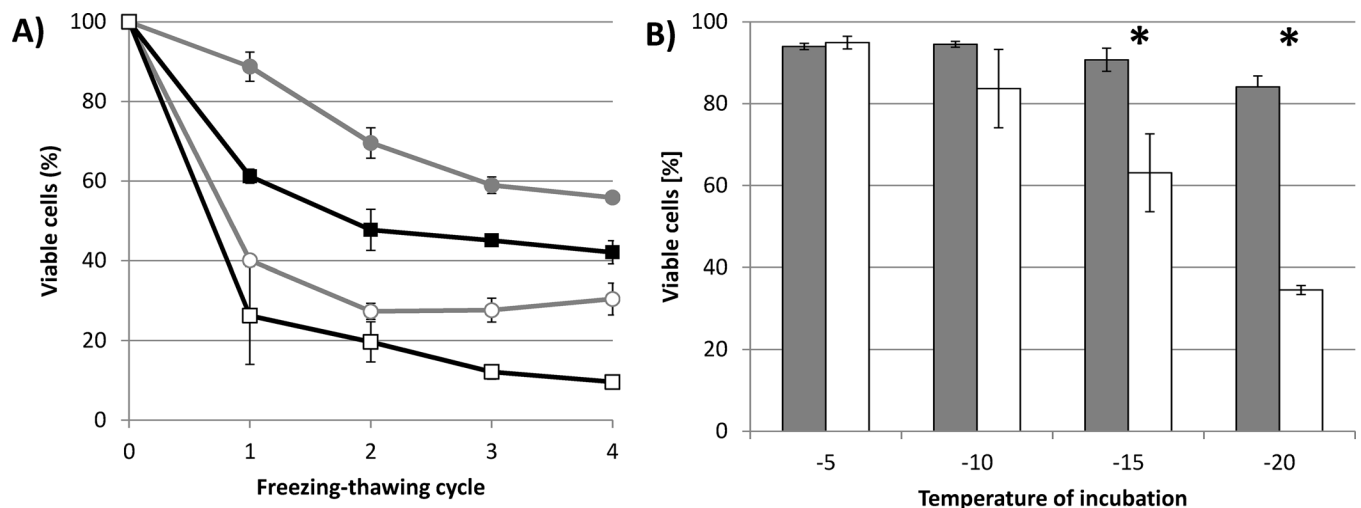 A)
100
80
60
40
20
0
Viable cells (%)
0 1 2 3 4
Freezing-thawing cycle
B)
* *
100
80
60
40
20
0
Viable cells [%]
-5 -10 -15 -20
Temperature of incubation